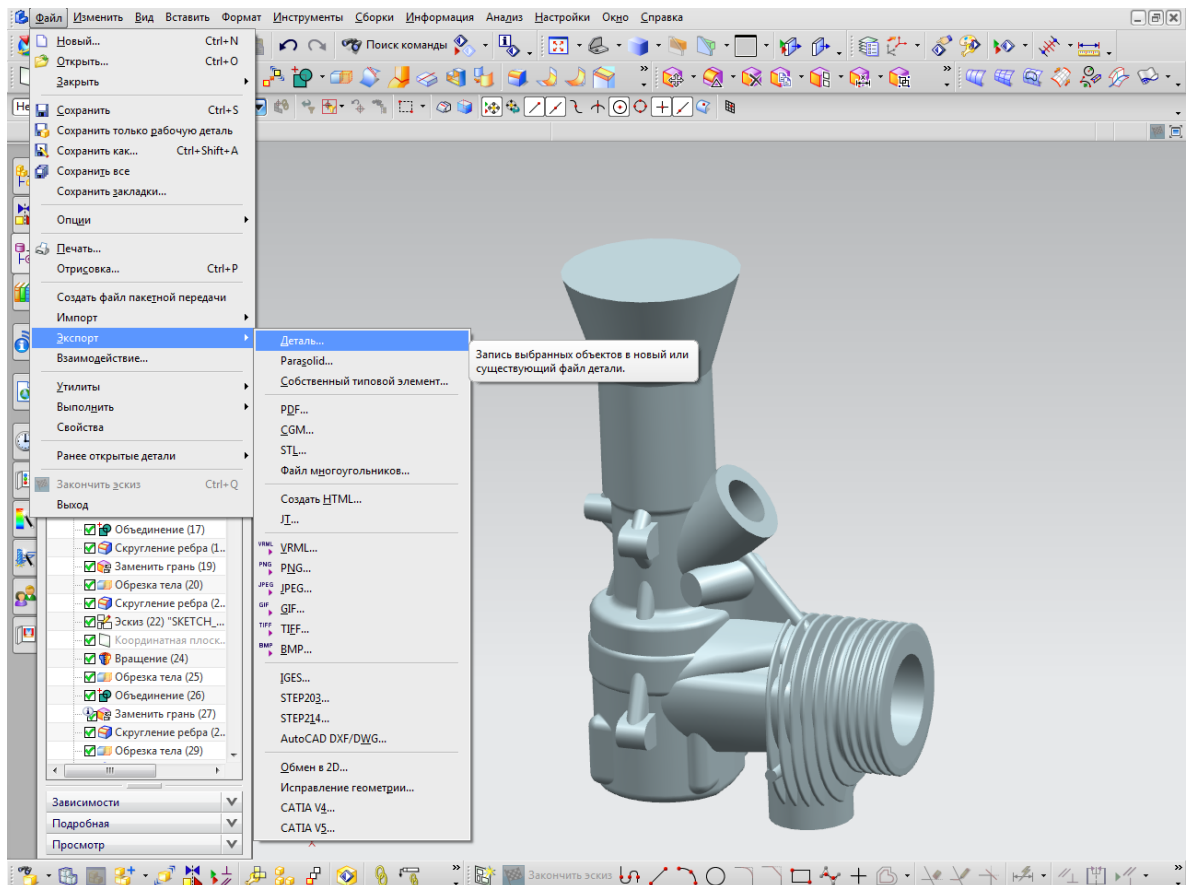 Файл Изменить Вид Вставить Формат Инструменты Сборки Информация Анализ Настройки Окно Справка
Новый... Ctrl+N
Поиск команды
Открыть... Ctrl+O
Закрыть
Сохранить Ctrl+S
Сохранить только рабочую деталь
Сохранить как... Ctrl+Shift+A
Сохранить все
Сохранить закладки...
Опции
Печать...
Отрисовка... Ctrl+P
Создать файл пакетной передачи
Импорт
Экспорт
Взаимодействие...
Утилиты
Выполнить
Свойства
Ранее открытые детали
Закончить эскиз Ctrl+Q
Выход
Деталь...
Запись выбранных объектов в новый или
существующий файл детали.
Parasolid...
Собственный типовой элемент...
PDF...
CGM...
STL...
Файл многоугольников...
Создать HTML...
JT...
VRML VRML...
PNG PNG...
JPEG JPEG...
GIF GIF...
TIFF TIFF...
BMP BMP...
IGES...
STEP203...
STEP214...
AutoCAD DXF/DWG...
Обмен в 2D...
Исправление геометрии...
CATIA V4...
CATIA V5...
Объединение (17)
Скругление ребра (1...
Заменить грань (19)
Обрезка тела (20)
Скругление ребра (2...
Эскиз (22) "SKETCH_...
Координатная плоск...
Вращение (24)
Обрезка тела (25)
Объединение (26)
Заменить грань (27)
Скругление ребра (2...
Обрезка тела (29)
Зависимости
Подробная
Просмотр
Закончить эскиз